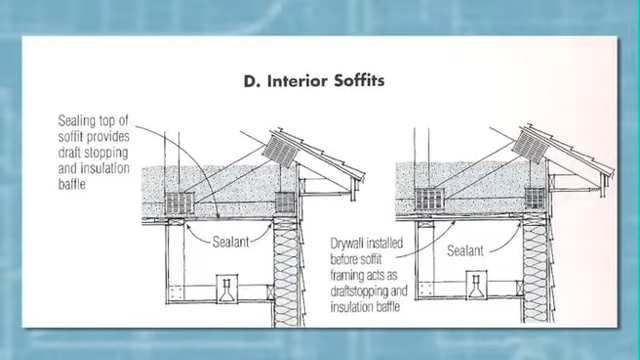 D. Interior Soffits
Sealing top of
soffit provides
draft stopping
and insulation
baffle
Sealant
Drywall installed
before soffit
framing acts as
draftstopping and
insulation baffle
Sealant